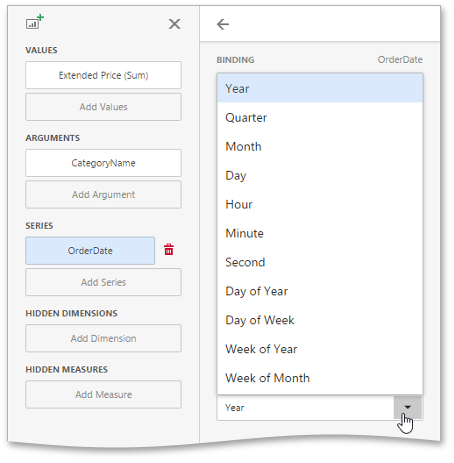 VALUES
Extended Price (Sum)
Add Values
ARGUMENTS
CategoryName
Add Argument
SERIES
OrderDate
Add Series
HIDDEN DIMENSIONS
Add Dimension
HIDDEN MEASURES
Add Measure
BINDING OrderDate
Year
Quarter
Month
Day
Hour
Minute
Second
Day of Year
Day of Week
Week of Year
Week of Month
Year